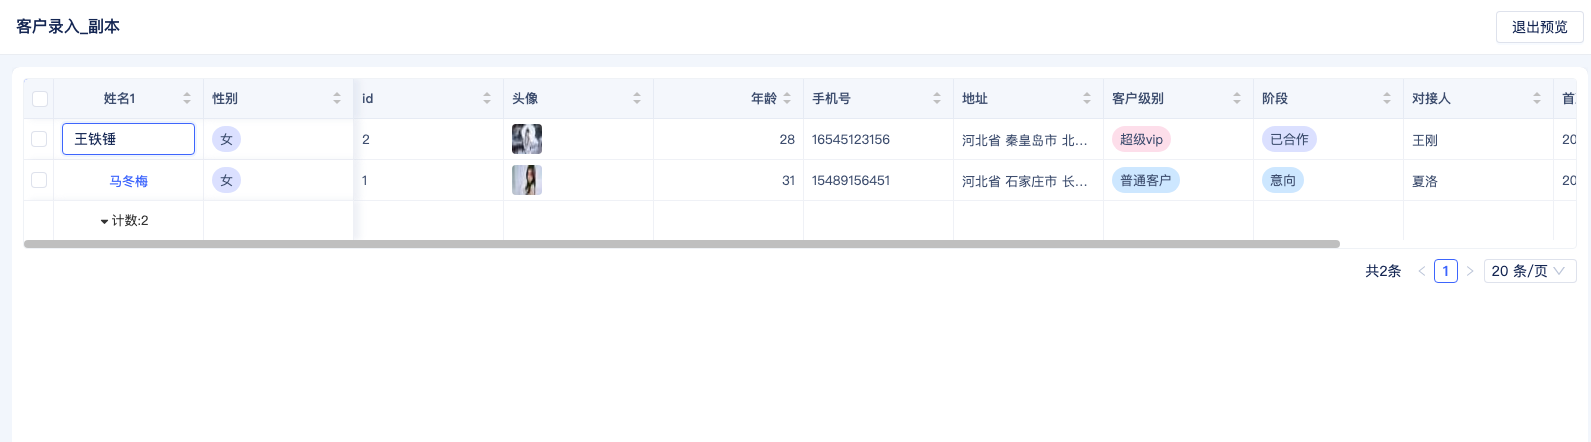 客户录入_副本
退出预览
姓名1 性别 id 头像 年龄 手机号 地址 客户级别 阶段 对接人 首
王铁锤 女 2 28 16545123156 河北省 秦皇岛市 北... 超级vip 已合作 王刚 20
马冬梅 女 1 31 15489156451 河北省 石家庄市 长... 普通客户 意向 夏洛 20
计数:2
共2条 1 20 条/页